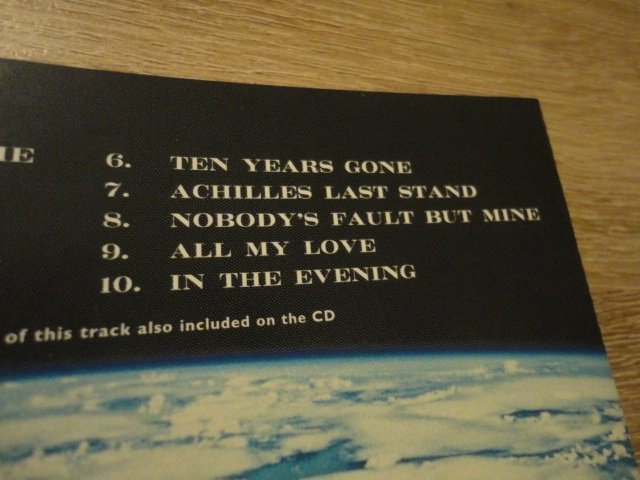 IE
6. TEN YEARS GONE
7. ACHILLES LAST STAND
8. NOBODY'S FAULT BUT MINE
9. ALL MY LOVE
10. IN THE EVENING
of this track also included on the CD